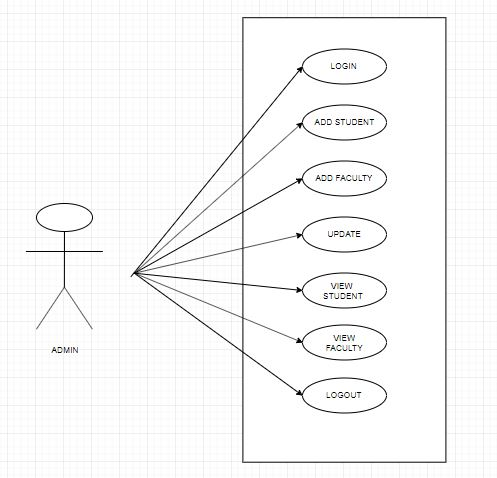 LOGIN
ADD STUDENT
ADD FACULTY
UPDATE
VIEW
STUDENT
VIEW
FACULTY
LOGOUT
ADMIN